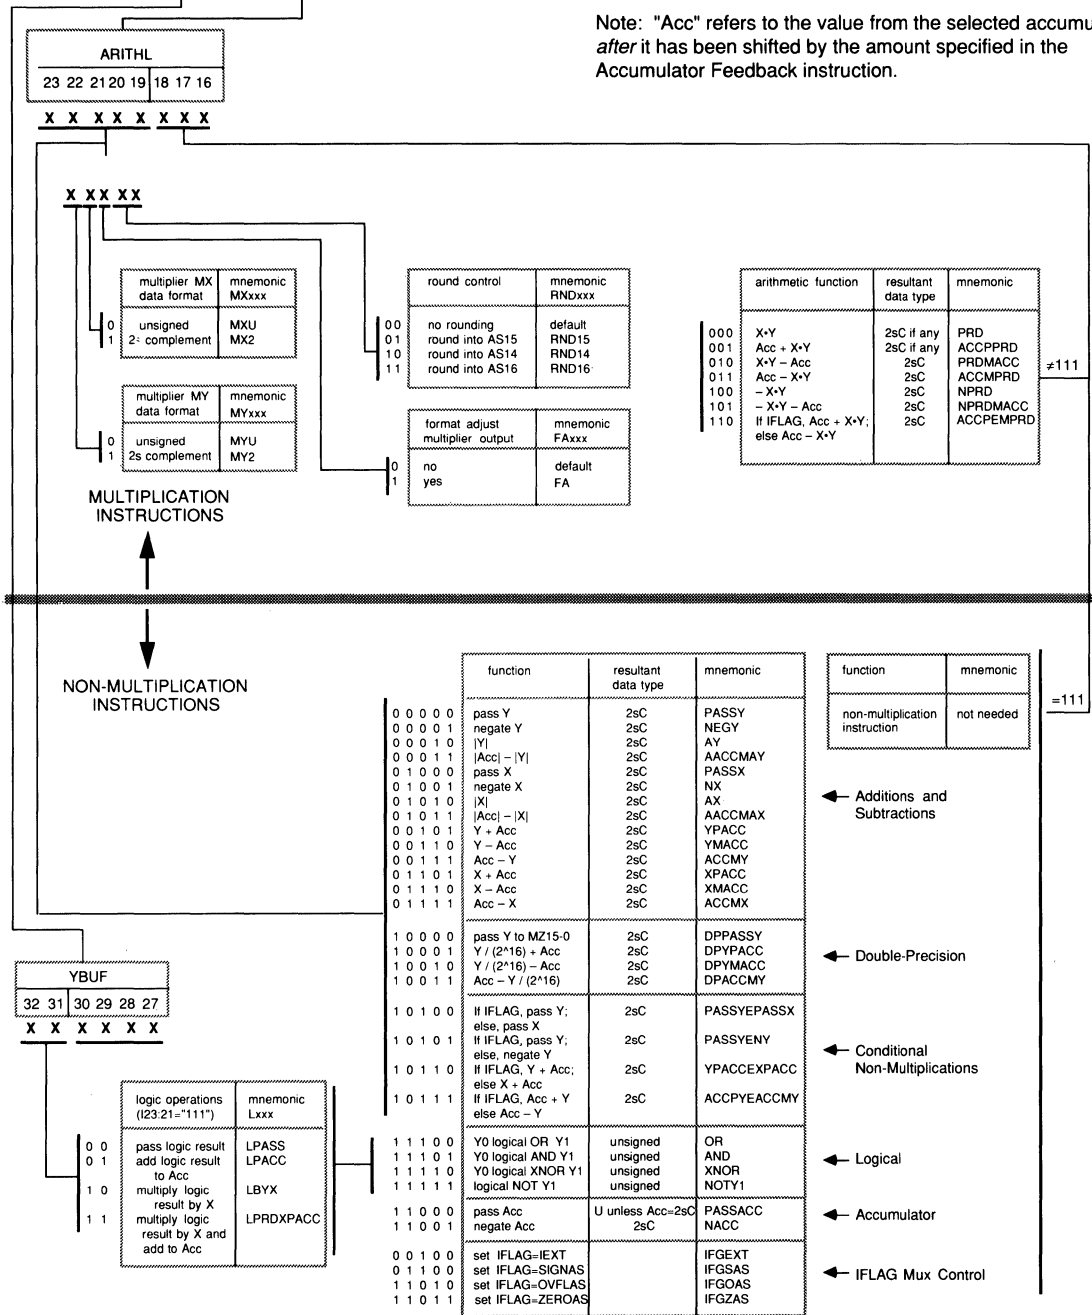 Note: "Acc" refers to the value from the selected accumu
after it has been shifted by the amount specified in the
Accumulator Feedback instruction.
ARITHL
23 22 21 20 19 18 17 16
X X X X X X X X
X X X X X
multiplier MX data format mnemonic MXxxx
0 unsigned MXU
1 2s complement MX2
multiplier MY data format mnemonic MYxxx
0 unsigned MYU
1 2s complement MY2
round control mnemonic RNDxxx
00 no rounding default
01 round into AS15 RND15
10 round into AS14 RND14
11 round into AS16 RND16
format adjust multiplier output mnemonic FAxxx
0 no default
1 yes FA
arithmetic function resultant data type mnemonic
000 X•Y 2sC if any PRD
001 Acc + X•Y 2sC if any ACCPPRD
010 X•Y – Acc 2sC PRDMACC
011 Acc – X•Y 2sC ACCMPRD
100 – X•Y 2sC NPRD
101 – X•Y – Acc 2sC NPRDMACC
110 If IFLAG, Acc + X•Y; 2sC ACCPEMPRD
else Acc – X•Y
≠111
MULTIPLICATION
INSTRUCTIONS
NON-MULTIPLICATION
INSTRUCTIONS
function resultant data type mnemonic
0 0 0 0 0 pass Y 2sC PASSY
0 0 0 0 1 negate Y 2sC NEGY
0 0 0 1 0 |Y| 2sC AY
0 0 0 1 1 |Acc| – |Y| 2sC AACCMAY
0 1 0 0 0 pass X 2sC PASSX
0 1 0 0 1 negate X 2sC NX
0 1 0 1 0 |X| 2sC AX
0 1 0 1 1 |Acc| – |X| 2sC AACCMAX
0 0 1 0 1 Y + Acc 2sC YPACC
0 0 1 1 0 Y – Acc 2sC YMACC
0 0 1 1 1 Acc – Y 2sC ACCMY
0 1 1 0 1 X + Acc 2sC XPACC
0 1 1 1 0 X – Acc 2sC XMACC
0 1 1 1 1 Acc – X 2sC ACCMX
Additions and
Subtractions
function mnemonic
non-multiplication instruction not needed
=111
1 0 0 0 0 pass Y to MZ15-0 2sC DPPASSY
1 0 0 0 1 Y / (2^16) + Acc 2sC DPYPACC
1 0 0 1 0 Y / (2^16) – Acc 2sC DPYMACC
1 0 0 1 1 Acc – Y / (2^16) 2sC DPACCMY
Double-Precision
1 0 1 0 0 If IFLAG, pass Y; 2sC PASSYEPASSX
else, pass X
1 0 1 0 1 If IFLAG, pass Y; 2sC PASSYENY
else, negate Y
1 0 1 1 0 If IFLAG, Y + Acc; 2sC YPACCEXPACC
else X + Acc
1 0 1 1 1 If IFLAG, Acc + Y 2sC ACCPYEACCMY
else Acc – Y
Conditional
Non-Multiplications
1 1 1 0 0 Y0 logical OR Y1 unsigned OR
1 1 1 0 1 Y0 logical AND Y1 unsigned AND
1 1 1 1 0 Y0 logical XNOR Y1 unsigned XNOR
1 1 1 1 1 logical NOT Y1 unsigned NOTY1
Logical
1 1 0 0 0 pass Acc U unless Acc=2sC PASSACC
1 1 0 0 1 negate Acc 2sC NACC
Accumulator
0 0 1 0 0 set IFLAG=IEXT IFGEXT
0 1 1 0 0 set IFLAG=SIGNAS IFGSAS
1 1 0 1 0 set IFLAG=OVFLAS IFGOAS
1 1 0 1 1 set IFLAG=ZEROAS IFGZAS
IFLAG Mux Control
YBUF
32 31 30 29 28 27
X X X X X X
logic operations (I23:21="111") mnemonic Lxxx
0 0 pass logic result LPASS
0 1 add logic result LPACC
to Acc
1 0 multiply logic LBYX
result by X
1 1 multiply logic LPRDXPACC
result by X and
add to Acc